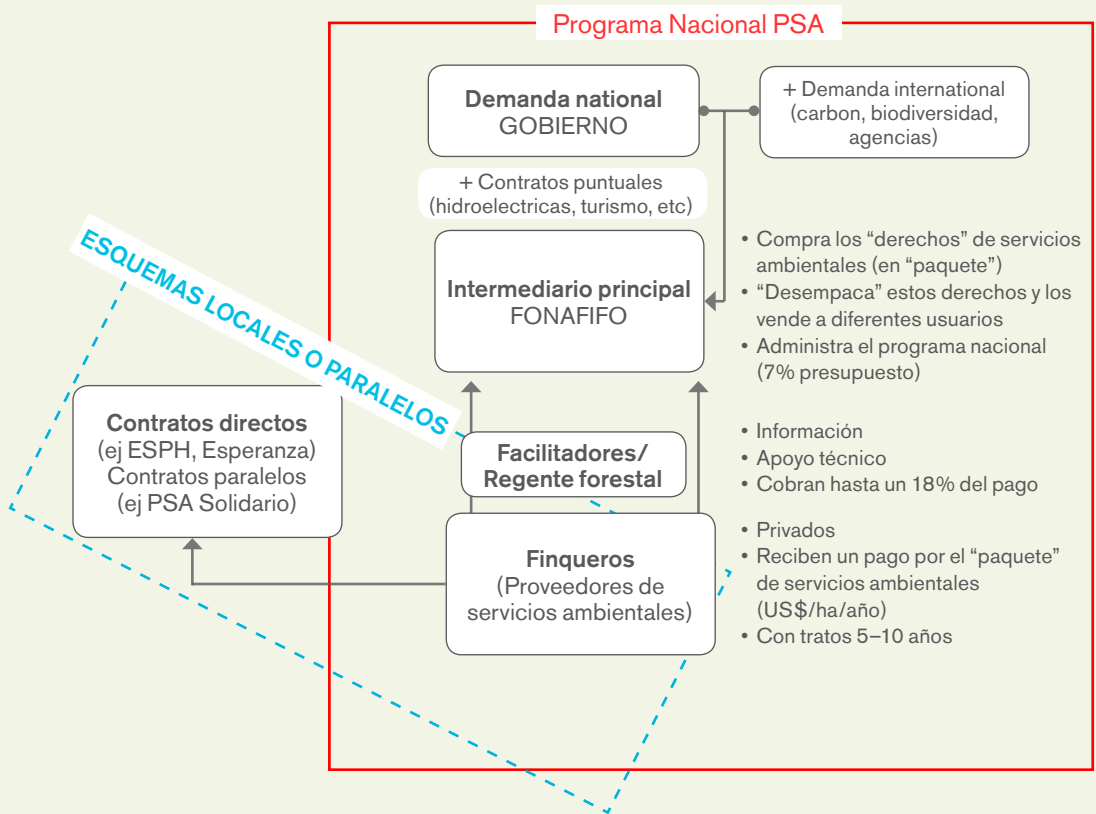 Programa Nacional PSA
Demanda national
GOBIERNO
+ Demanda international
(carbon, biodiversidad,
agencias)
+ Contratos puntuales
(hidroelectricas, turismo, etc)
ESQUEMAS LOCALES O PARALELOS
Intermediario principal
FONAFIFO
• Compra los “derechos” de servicios
ambientales (en “paquete”)
• “Desempaca” estos derechos y los
vende a diferentes usuarios
• Administra el programa nacional
(7% presupuesto)
Contratos directos
(ej ESPH, Esperanza)
Contratos paralelos
(ej PSA Solidario)
Facilitadores/
Regente forestal
• Información
• Apoyo técnico
• Cobran hasta un 18% del pago
Finqueros
(Proveedores de
servicios ambientales)
• Privados
• Reciben un pago por el “paquete”
de servicios ambientales
(US$/ha/año)
• Con tratos 5–10 años